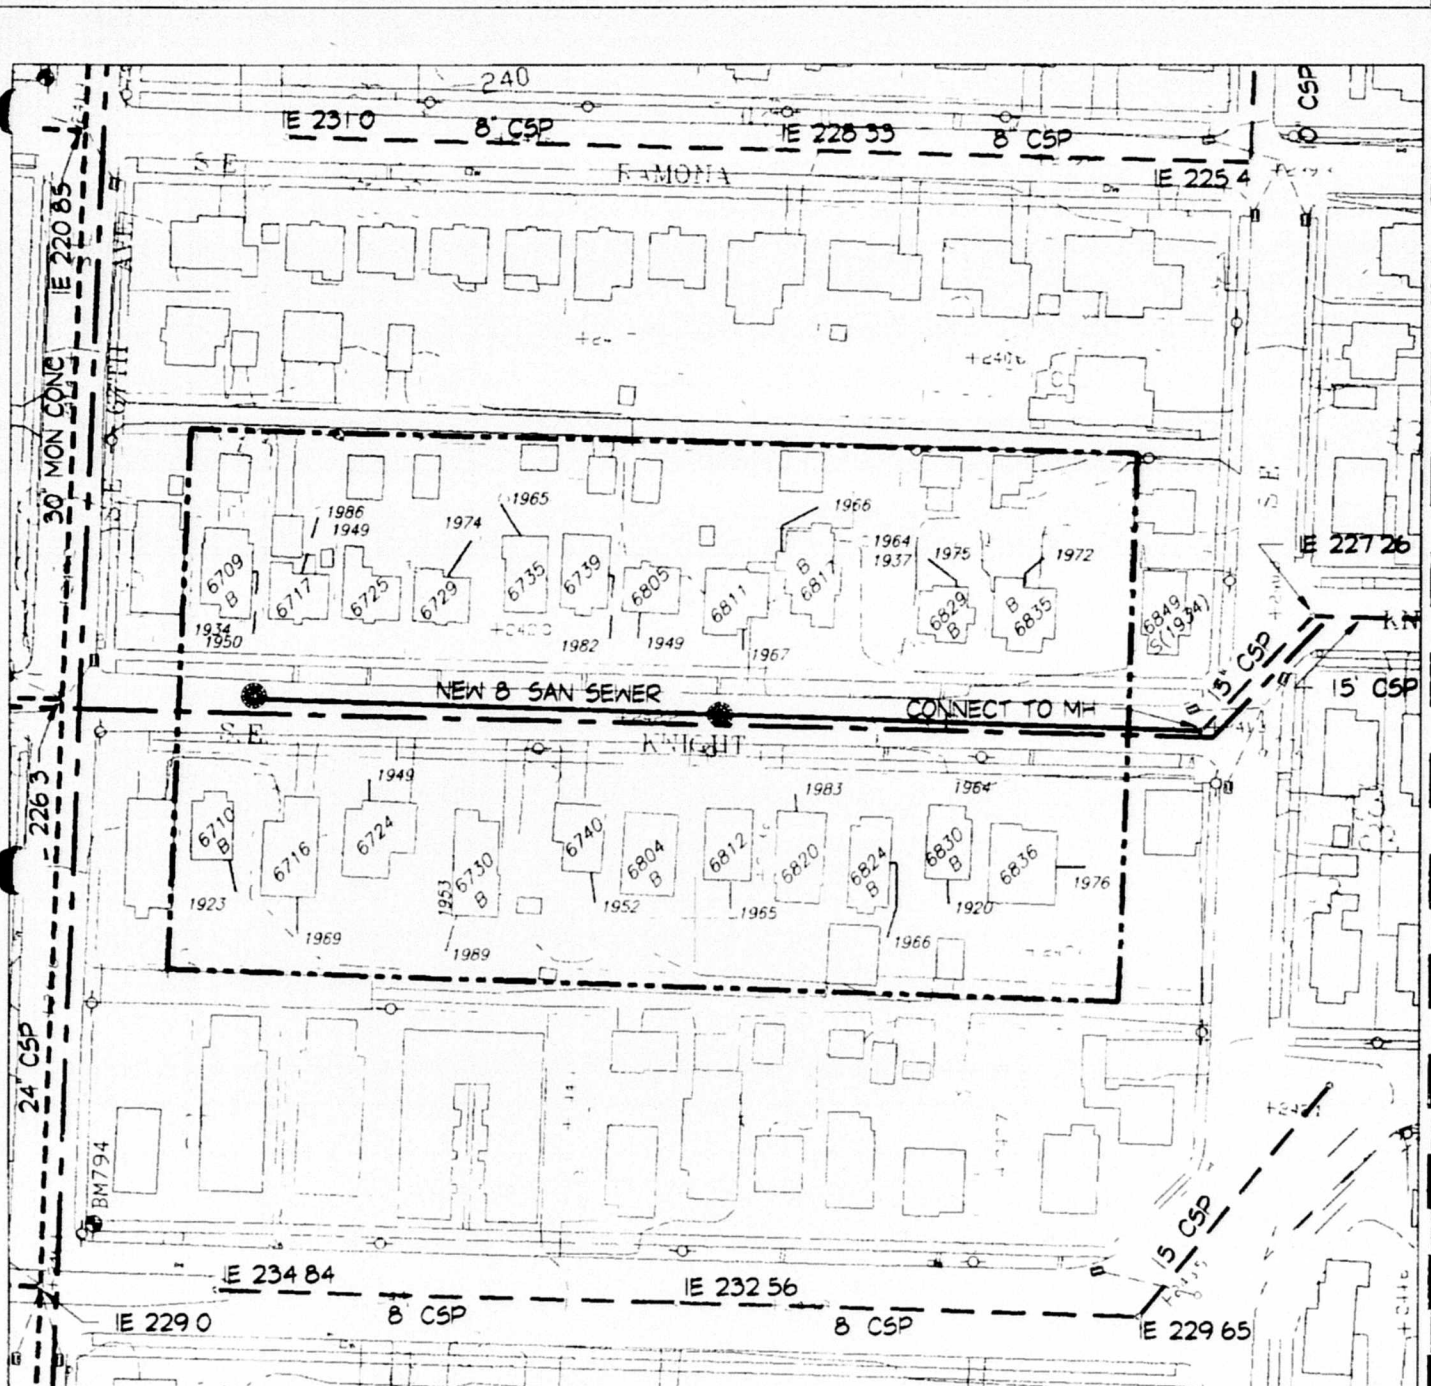 240
IE 231 0
8" CSP
IE 228 33
8" CSP
CSP
S E
RAMONA
IE 225 4
IE 220 85
SE 67TH AVE
30" MON CONC
+240
S E
1965
1986
1949
1974
1966
1964
1937
1975
1972
IE 227 26
6709
B
6717
6725
6729
6735
6739
6805
6811
B
6817
6829
B
B
6835
6849
S(1934)
1934
1950
1982
1949
1967
KN
15" CSP
15" CSP
NEW 8 SAN SEWER
CONNECT TO MH
S.E.
KNIGHT
226 3
1949
1983
1964
6710
B
6716
6724
6730
B
6740
6804
B
6812
6820
6824
B
6830
B
6836
1976
1923
1953
1952
1965
1920
1969
1989
1966
24" CSP
BM794
15 CSP
IE 234 84
IE 232 56
8" CSP
8" CSP
IE 229 0
IE 229 65